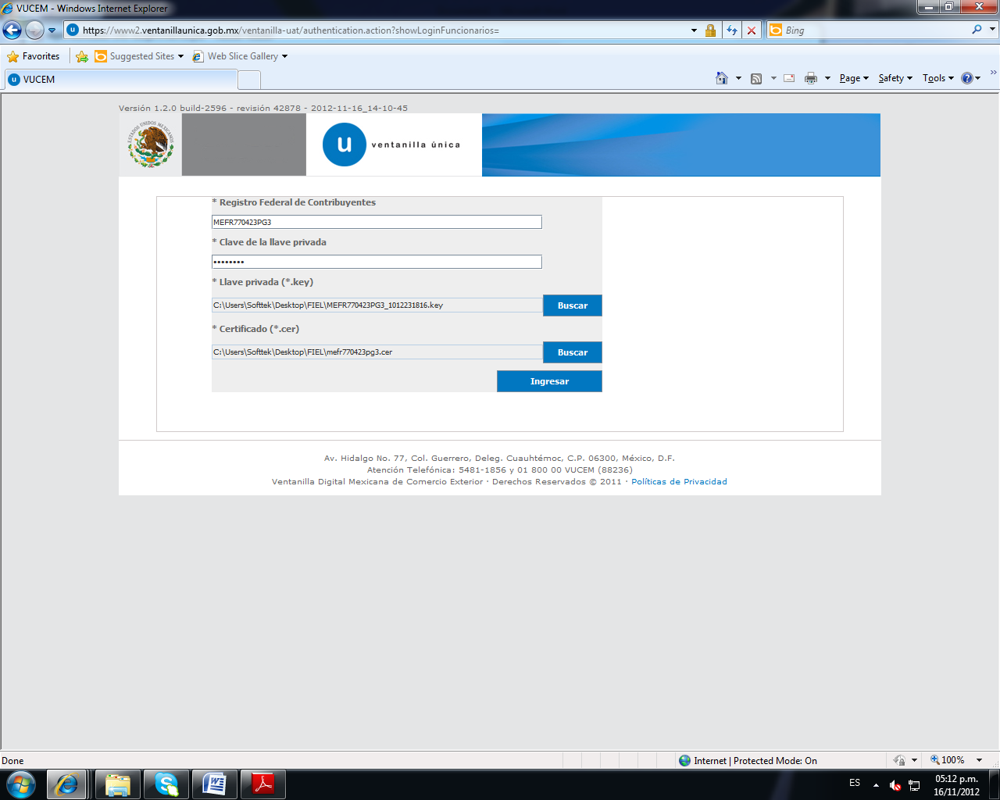 VUCEM - Windows Internet Explorer
https://www2.ventanillaunica.gob.mx/ventanilla-uat/authentication.action?showLoginFuncionarios=
Bing
Favorites Suggested Sites Web Slice Gallery
VUCEM
Page Safety Tools
Versión 1.2.0 build-2596 - revisión 42878 - 2012-11-16_14-10-45
ESTADOS UNIDOS MEXICANOS
u ventanilla única
* Registro Federal de Contribuyentes
MEFR770423PG3
* Clave de la llave privada
••••••••
* Llave privada (*.key)
C:\Users\Softtek\Desktop\FIEL\MEFR770423PG3_1012231816.key Buscar
* Certificado (*.cer)
C:\Users\Softtek\Desktop\FIEL\mefr770423pg3.cer Buscar
Ingresar
Av. Hidalgo No. 77, Col. Guerrero, Deleg. Cuauhtémoc, C.P. 06300, México, D.F.
Atención Telefónica: 5481-1856 y 01 800 00 VUCEM (88236)
Ventanilla Digital Mexicana de Comercio Exterior · Derechos Reservados © 2011 · Políticas de Privacidad
Done Internet | Protected Mode: On 100%
ES 05:12 p.m.
16/11/2012